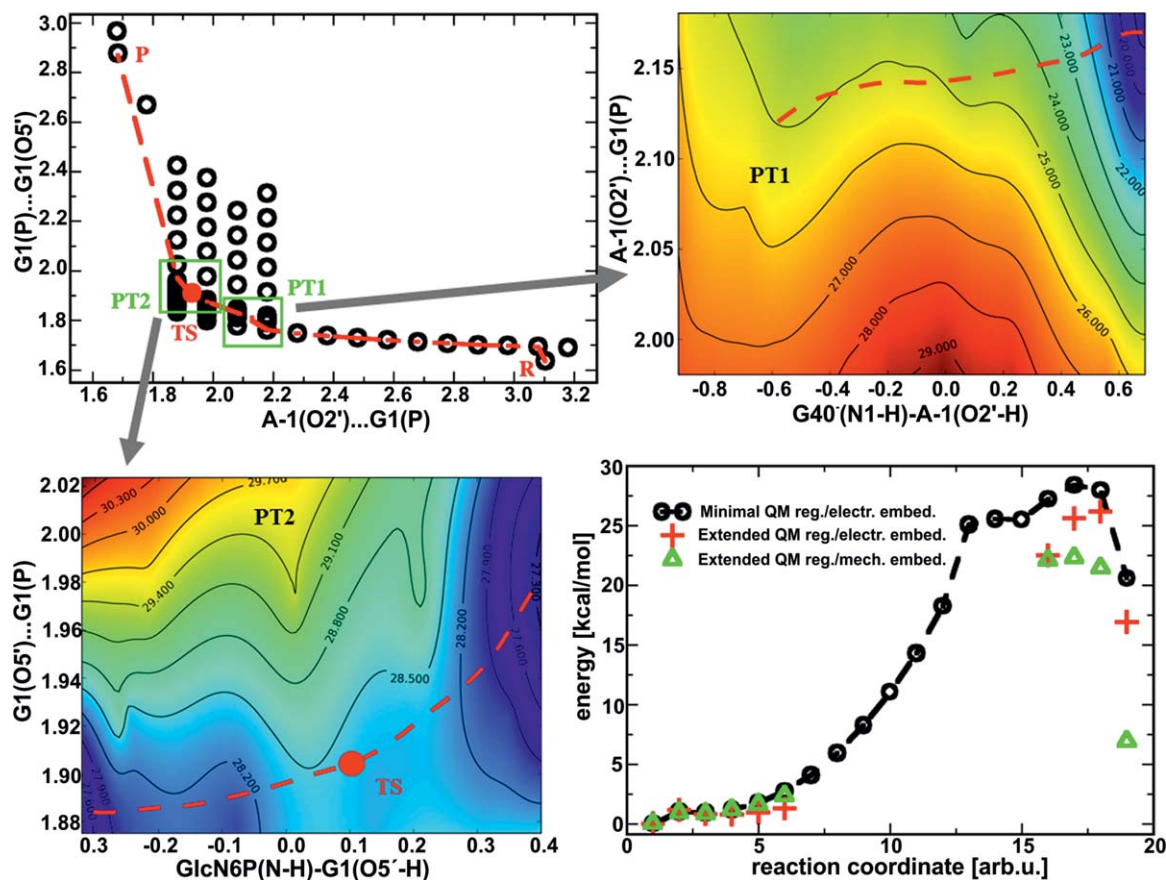 3.0
2.8
2.6
2.4
2.2
2.0
1.8
1.6
G1(P)...G1(O5')
P
PT2
TS
PT1
R
1.6 1.8 2.0 2.2 2.4 2.6 2.8 3.0 3.2
A-1(O2')...G1(P)
2.15
2.10
2.05
2.00
A-1(O2')...G1(P)
PT1
23.000
20.000
21.000
24.000
22.000
25.000
27.000
26.000
28.000
29.000
-0.8 -0.6 -0.4 -0.2 0.0 0.2 0.4 0.6
G40⁻(N1-H)-A-1(O2'-H)
2.02
2.00
1.98
1.96
1.94
1.92
1.90
1.88
G1(O5')...G1(P)
30.300
30.000
29.700
PT2
29.400
29.100
28.800
27.900
27.300
27.600
28.200
28.500
27.900
27.600
28.200
TS
0.3 -0.2 -0.1 0.0 0.1 0.2 0.3 0.4
GlcN6P(N-H)-G1(O5´-H)
30
25
20
15
10
5
0
energy [kcal/mol]
Minimal QM reg./electr. embed.
Extended QM reg./electr. embed.
Extended QM reg./mech. embed.
0 5 10 15 20
reaction coordinate [arb.u.]